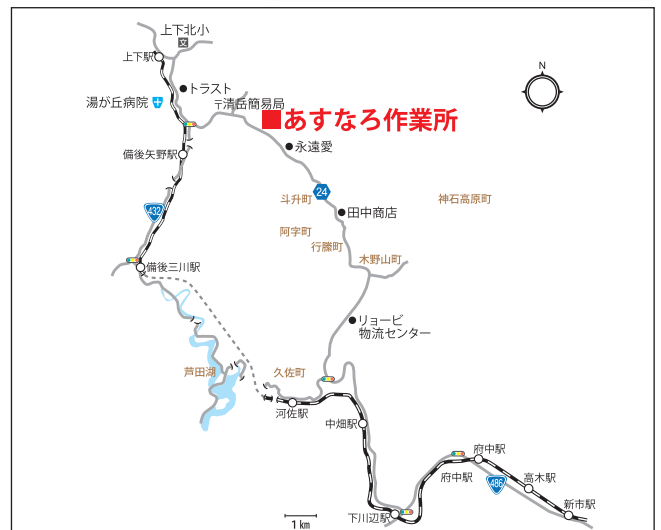 上下北小
文
上下駅
N
トラスト
湯が丘病院
〒清岳簡易局
あすなろ作業所
備後矢野駅
永遠愛
24
斗升町
神石高原町
432
田中商店
阿字町
行縢町
木野山町
備後三川駅
リョービ
物流センター
芦田湖
久佐町
河佐駅
中畑駅
府中駅
府中駅
486
高木駅
新市駅
下川辺駅
1㎞